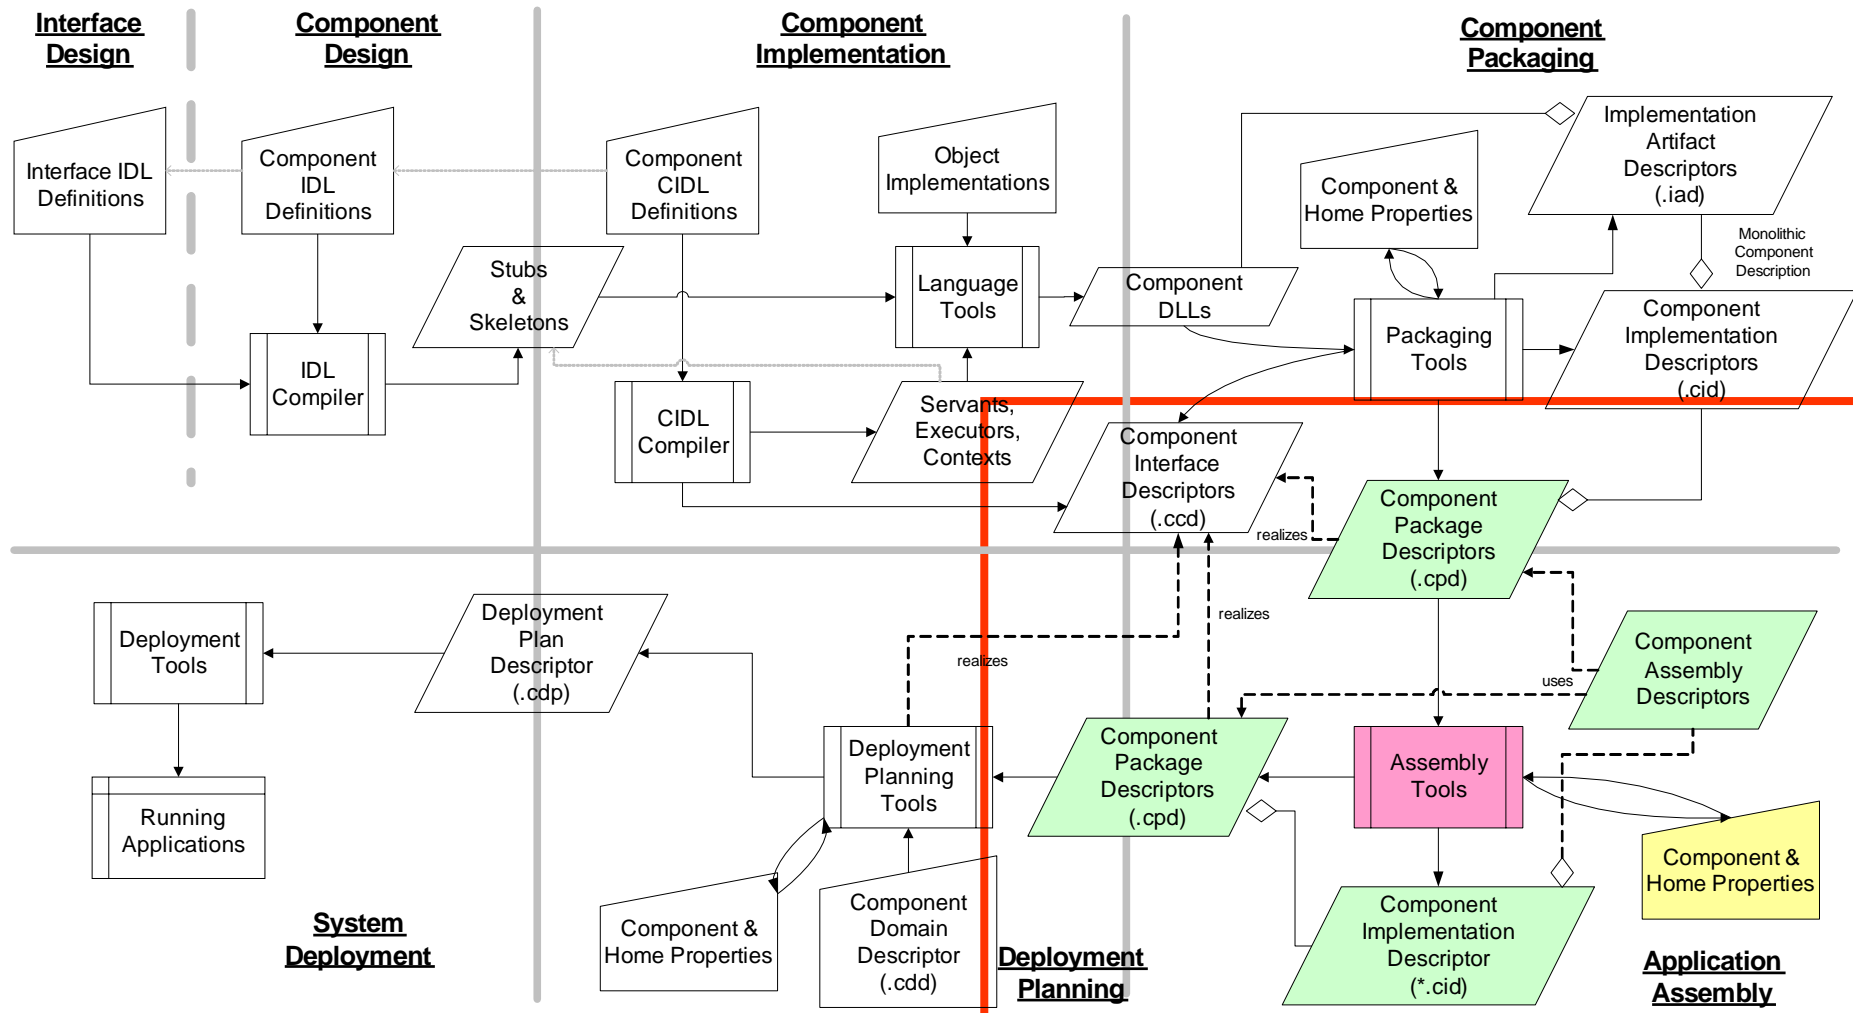 Interface
Design
Component
Design
Component
Implementation
Component
Packaging
Interface IDL
Definitions
Component
IDL
Definitions
Component
CIDL
Definitions
Object
Implementations
Component &
Home Properties
Implementation
Artifact
Descriptors
(.iad)
Monolithic
Component
Description
Stubs
&
Skeletons
Language
Tools
Component
DLLs
Packaging
Tools
Component
Implementation
Descriptors
(.cid)
IDL
Compiler
CIDL
Compiler
Servants,
Executors,
Contexts
Component
Interface
Descriptors
(.ccd)
realizes
Component
Package
Descriptors
(.cpd)
Deployment
Tools
Deployment
Plan
Descriptor
(.cdp)
realizes
realizes
uses
Component
Assembly
Descriptors
Running
Applications
Deployment
Planning
Tools
Component
Package
Descriptors
(.cpd)
Assembly
Tools
Component &
Home Properties
Component &
Home Properties
Component
Domain
Descriptor
(.cdd)
Component
Implementation
Descriptor
(*.cid)
System
Deployment
Deployment
Planning
Application
Assembly